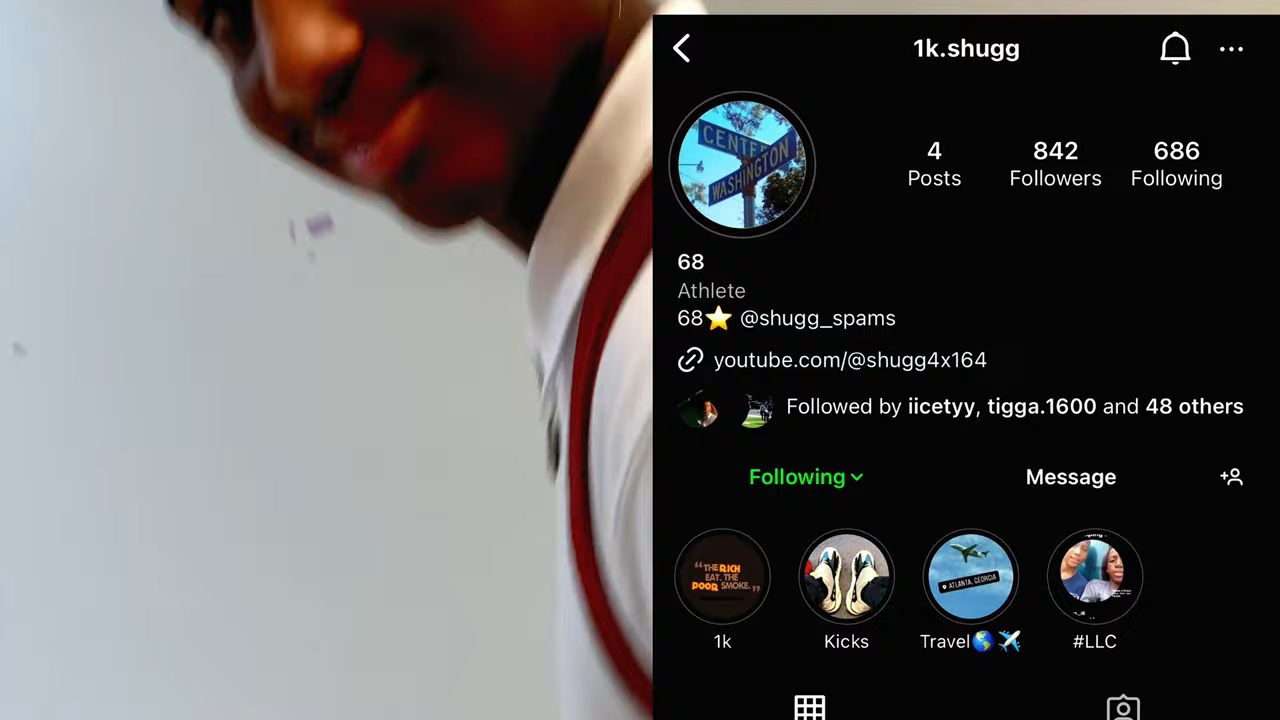 1k.shugg
CENTER
WASHINGTON
4
Posts
842
Followers
686
Following
68
Athlete
68⭐ @shugg_spams
youtube.com/@shugg4x164
Followed by iicetyy, tigga.1600 and 48 others
Following
Message
“THE RICH
EAT, THE
POOR SMOKE.”
ATLANTA, GEORGIA
1k
Kicks
Travel🌎✈️
#LLC